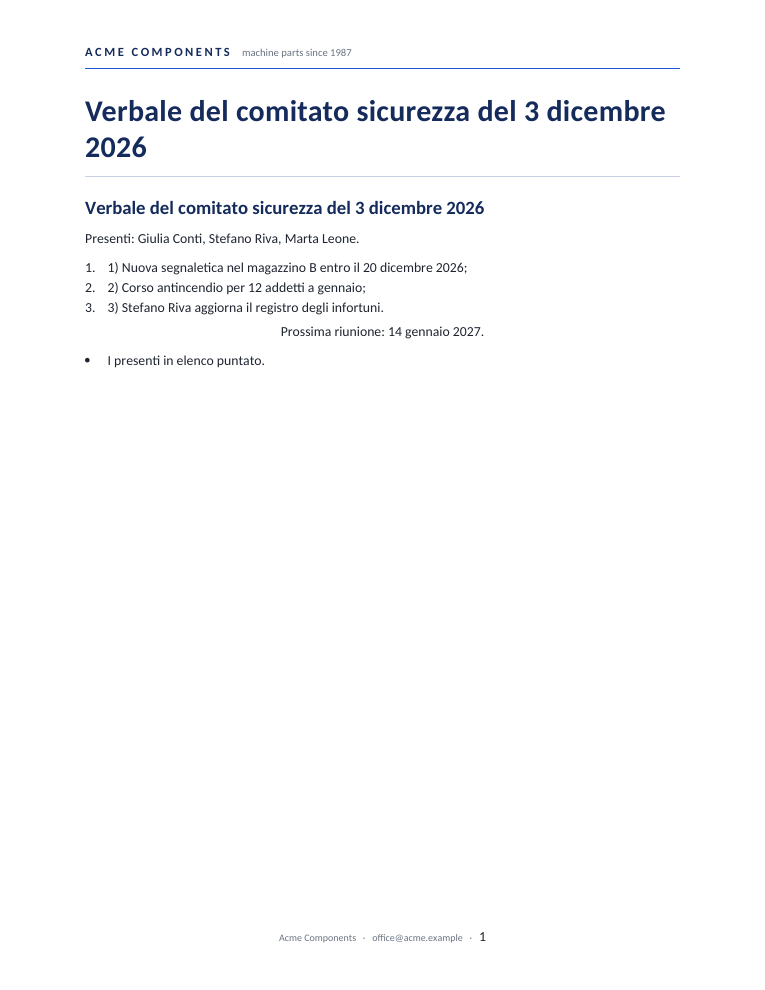 ACME COMPONENTS machine parts since 1987
Verbale del comitato sicurezza del 3 dicembre
2026
Verbale del comitato sicurezza del 3 dicembre 2026
Presenti: Giulia Conti, Stefano Riva, Marta Leone.
1. 1) Nuova segnaletica nel magazzino B entro il 20 dicembre 2026;
2. 2) Corso antincendio per 12 addetti a gennaio;
3. 3) Stefano Riva aggiorna il registro degli infortuni.
Prossima riunione: 14 gennaio 2027.
• I presenti in elenco puntato.
Acme Components · office@acme.example · 1